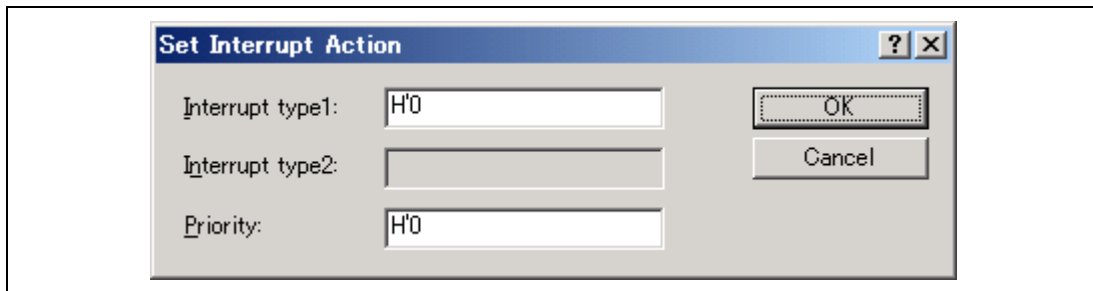 Set Interrupt Action
Interrupt type1: H'0 OK
Interrupt type2: Cancel
Priority: H'0